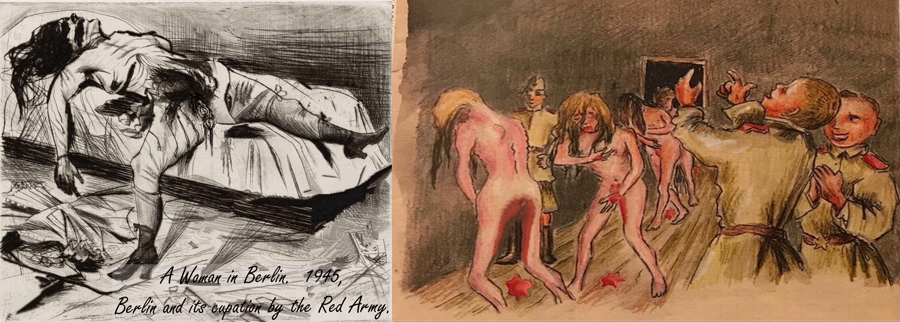 A Woman in Berlin. 1945,
Berlin and its cupation by the Red Army.